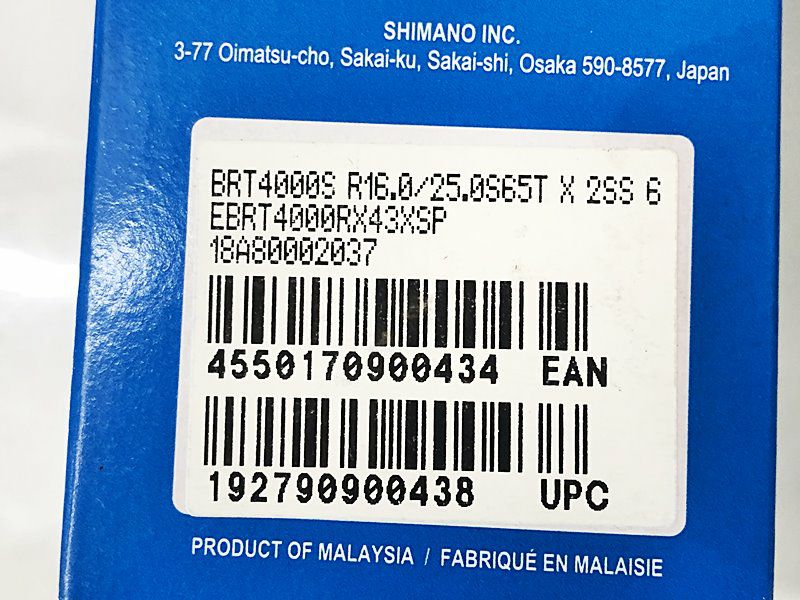 SHIMANO INC.
3-77 Oimatsu-cho, Sakai-ku, Sakai-shi, Osaka 590-8577, Japan
BRT4000S R16.0/25.0S65T X 2SS 6
EBRT4000RX43XSP
18A80002037
4550170900434 EAN
192790900438 UPC
PRODUCT OF MALAYSIA / FABRIQUÉ EN MALAISIE